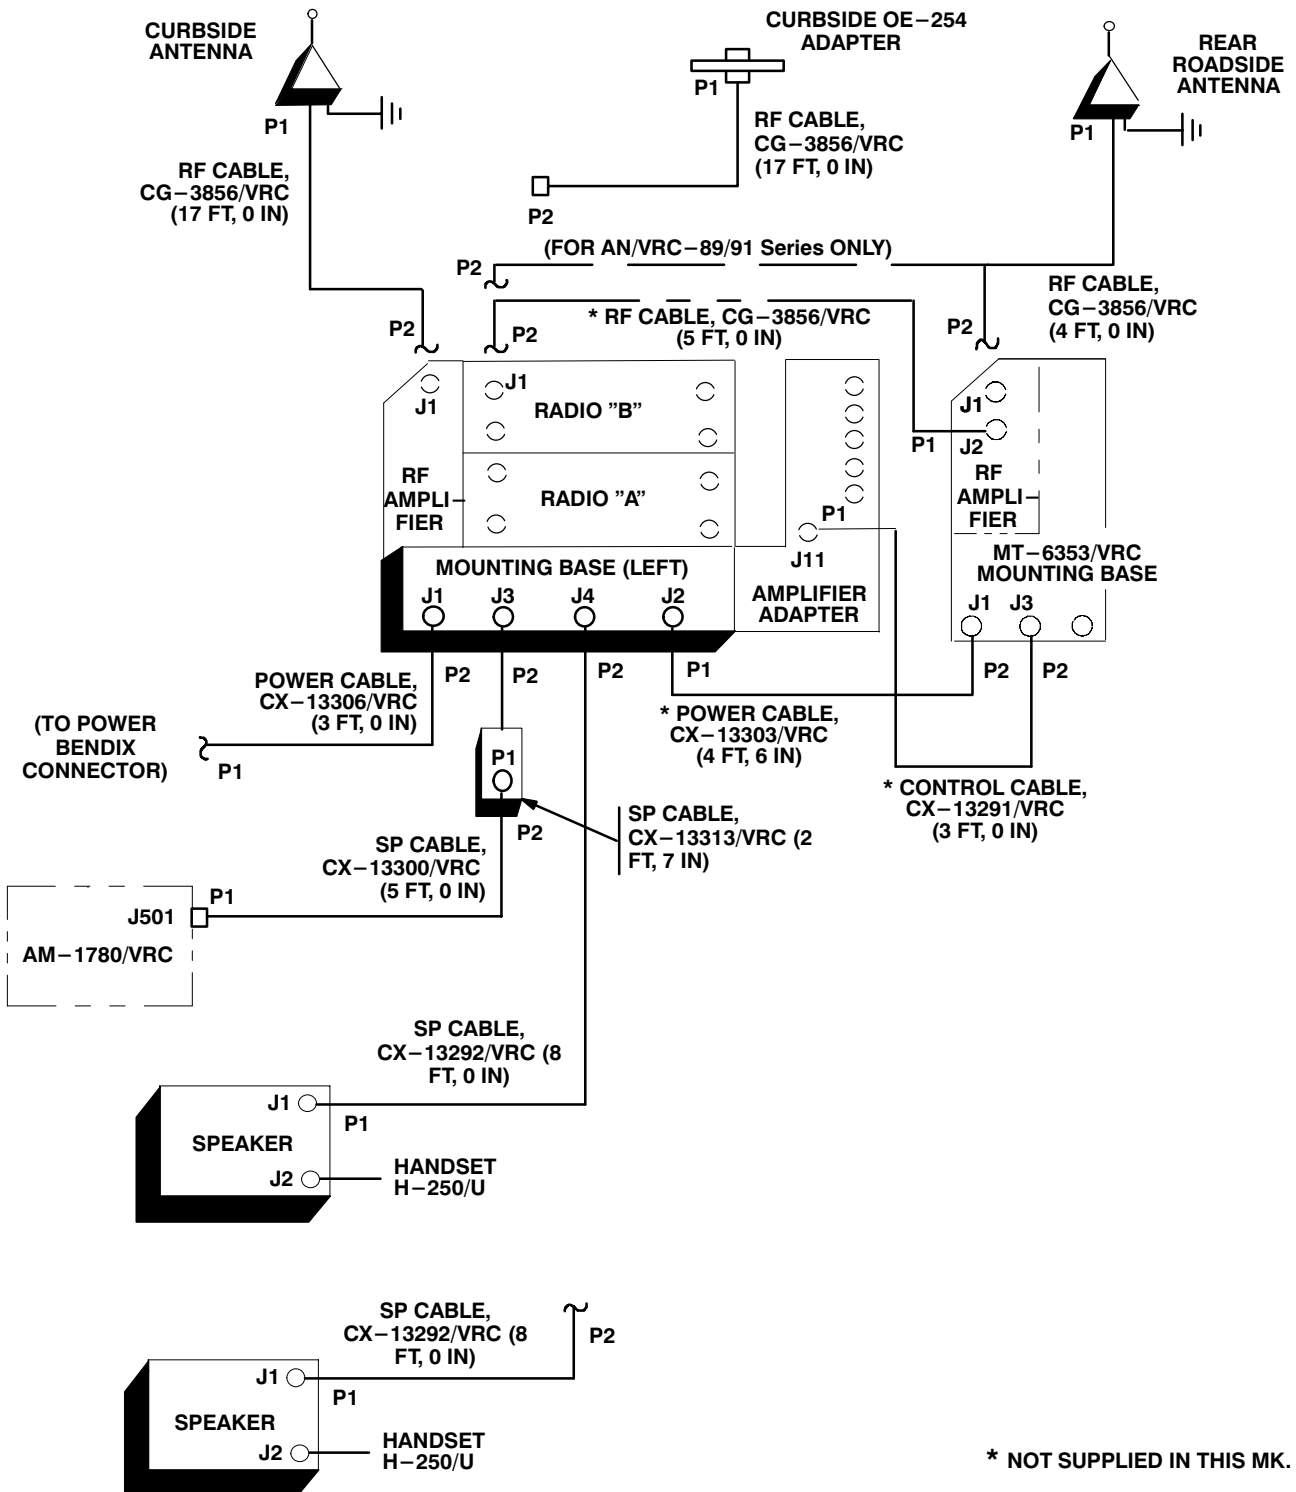 CURBSIDE
ANTENNA
CURBSIDE OE-254
ADAPTER
REAR
ROADSIDE
ANTENNA
P1
P1
P1
RF CABLE,
CG-3856/VRC
(17 FT, 0 IN)
RF CABLE,
CG-3856/VRC
(17 FT, 0 IN)
P2
(FOR AN/VRC-89/91 Series ONLY)
P2
RF CABLE,
CG-3856/VRC
(4 FT, 0 IN)
* RF CABLE, CG-3856/VRC
(5 FT, 0 IN)
P2
P2
P2
J1
J1
RADIO "B"
RF
AMPLI-
FIER
RADIO "A"
P1
J11
AMPLIFIER
ADAPTER
J1
P1
J2
RF
AMPLI-
FIER
MT-6353/VRC
MOUNTING BASE
J1
J3
MOUNTING BASE (LEFT)
J1
J3
J4
J2
P2
P2
P2
P1
P2
P2
POWER CABLE,
CX-13306/VRC
(3 FT, 0 IN)
(TO POWER
BENDIX
CONNECTOR)
P1
* POWER CABLE,
CX-13303/VRC
(4 FT, 6 IN)
* CONTROL CABLE,
CX-13291/VRC
(3 FT, 0 IN)
P1
P2
SP CABLE,
CX-13313/VRC (2
FT, 7 IN)
SP CABLE,
CX-13300/VRC
(5 FT, 0 IN)
P1
J501
AM-1780/VRC
SP CABLE,
CX-13292/VRC (8
FT, 0 IN)
J1
P1
SPEAKER
J2
HANDSET
H-250/U
SP CABLE,
CX-13292/VRC (8
FT, 0 IN)
P2
J1
P1
SPEAKER
J2
HANDSET
H-250/U
* NOT SUPPLIED IN THIS MK.